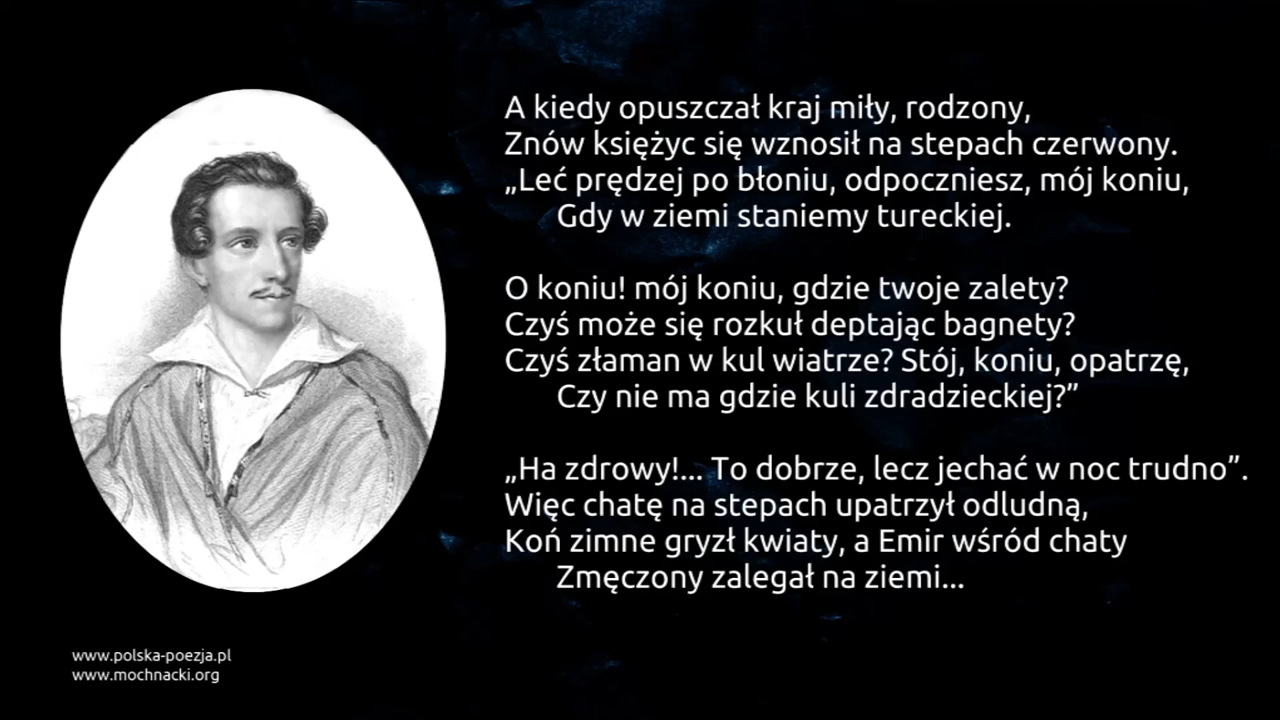 A kiedy opuszczał kraj miły, rodzony,
Znów księżyc się wznosił na stepach czerwony.
„Leć prędzej po błoniu, odpoczniesz, mój koniu,
Gdy w ziemi staniemy tureckiej.
O koniu! mój koniu, gdzie twoje zalety?
Czyś może się rozkuł deptając bagnety?
Czyś złaman w kul wiatrze? Stój, koniu, opatrzę,
Czy nie ma gdzie kuli zdradzieckiej?”
„Ha zdrowy!... To dobrze, lecz jechać w noc trudno”.
Więc chatę na stepach upatrzył odludną,
Koń zimne gryzł kwiaty, a Emir wśród chaty
Zmęczony zalegał na ziemi...
www.polska-poezja.pl
www.mochnacki.org